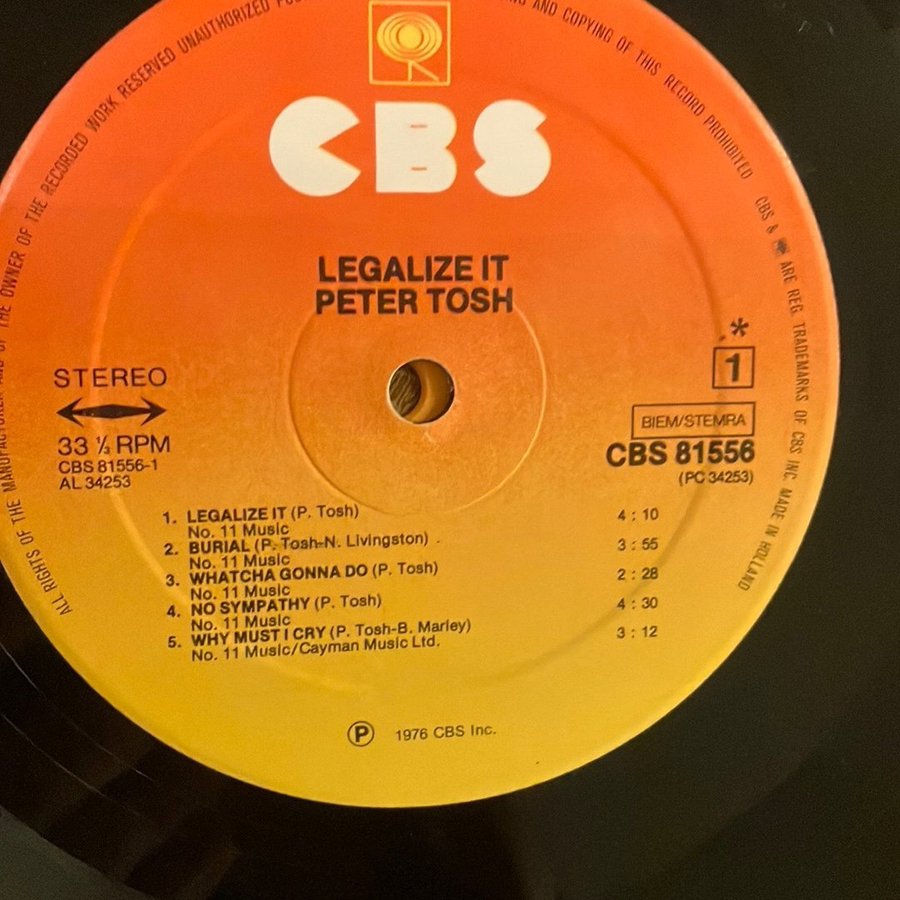 ALL RIGHTS OF THE MANUFACTURER AND OF THE OWNER OF THE RECORDED WORK RESERVED UNAUTHORIZED
AND COPYING OF THIS RECORD PROHIBITED
CBS & ARE REG. TRADEMARKS OF CBS INC. MADE IN HOLLAND
CBS
LEGALIZE IT
PETER TOSH
STEREO
33 ⅓ RPM
CBS 81556-1
AL 34253
*
1
BIEM/STEMRA
CBS 81556
(PC 34253)
1. LEGALIZE IT (P. Tosh) 4 : 10
No. 11 Music
2. BURIAL (P. Tosh-N. Livingston) 3 : 55
No. 11 Music
3. WHATCHA GONNA DO (P. Tosh) 2 : 28
No. 11 Music
4. NO SYMPATHY (P. Tosh) 4 : 30
No. 11 Music
5. WHY MUST I CRY (P. Tosh-B. Marley) 3 : 12
No. 11 Music/Cayman Music Ltd.
℗ 1976 CBS Inc.